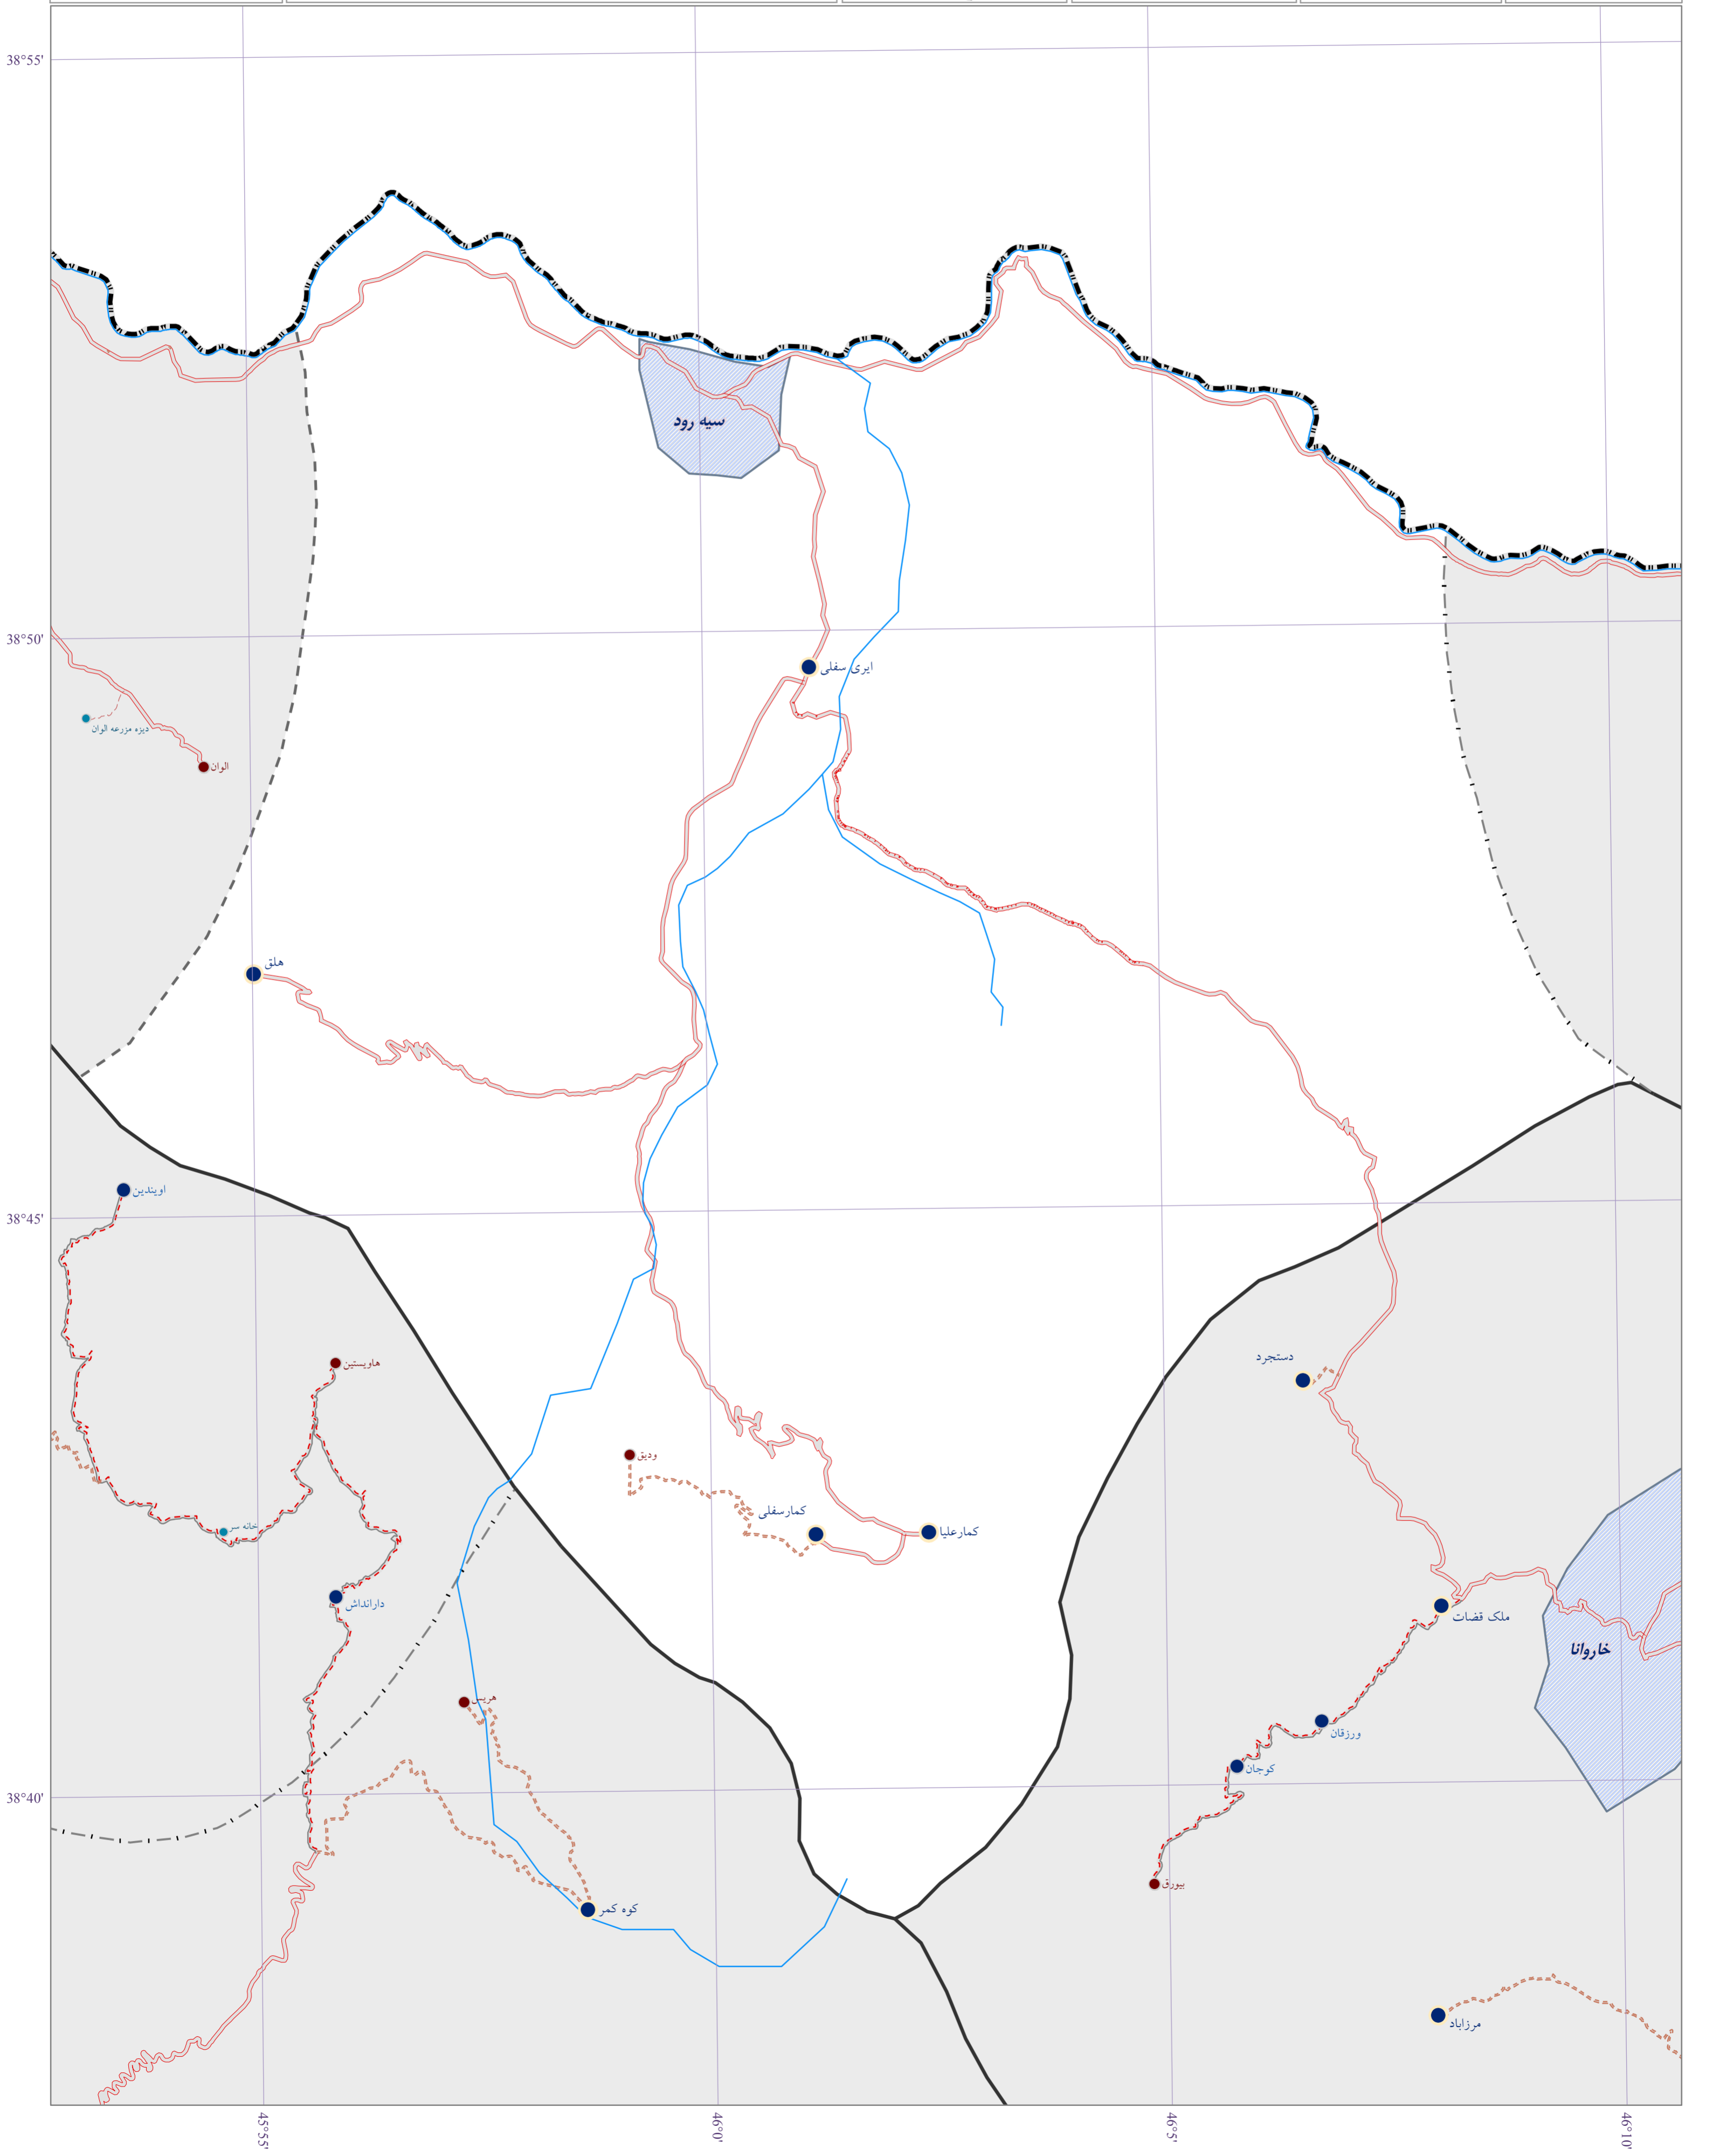 38°55'
سیه رود
38°50'
ایری سفلی
دیزه مزرعه الوان
الوان
هلق
اویندین
38°45'
هاویستین
دستجرد
ودیق
کمارسفلی
کمارعلیا
خانه سر
دارانداش
ملک قضات
خاروانا
هریس
ورزقان
کوجان
38°40'
بیورق
کوه کمر
مرزاباد
45°55'
46°0'
46°5'
46°10'